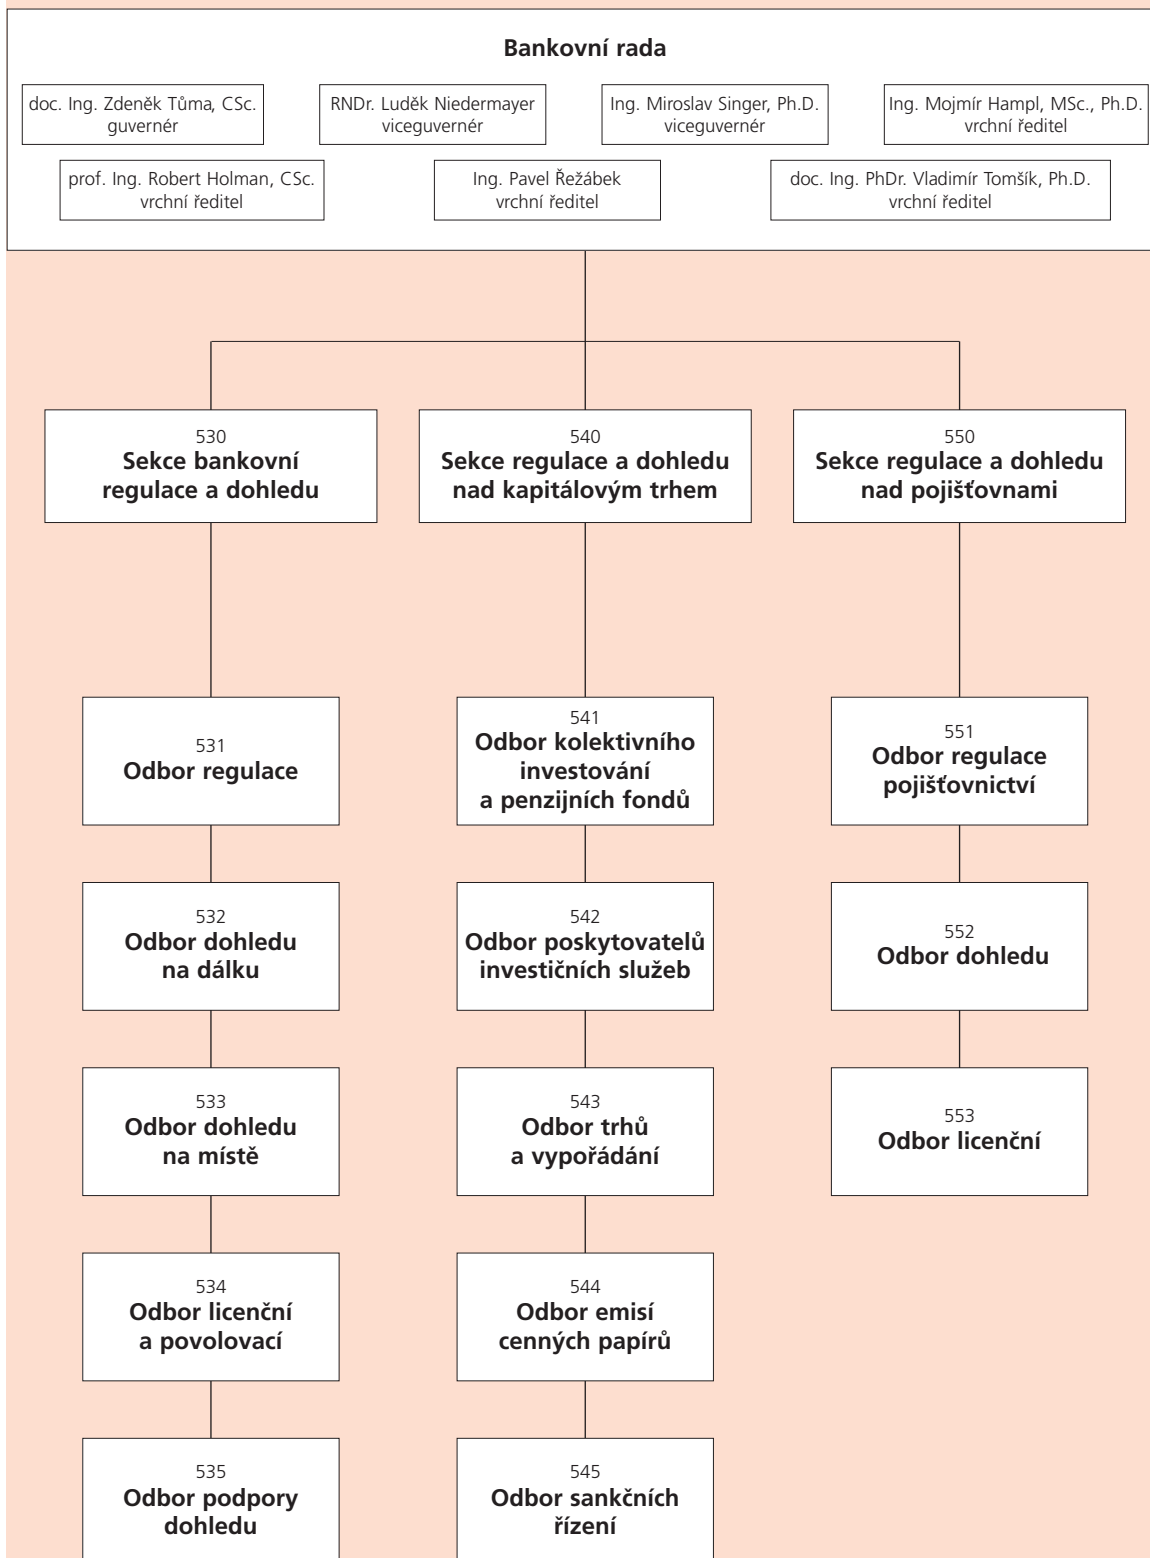 Bankovní rada
doc. Ing. Zdeněk Tůma, CSc.
guvernér
RNDr. Luděk Niedermayer
viceguvernér
Ing. Miroslav Singer, Ph.D.
viceguvernér
Ing. Mojmír Hampl, MSc., Ph.D.
vrchní ředitel
prof. Ing. Robert Holman, CSc.
vrchní ředitel
Ing. Pavel Řežábek
vrchní ředitel
doc. Ing. PhDr. Vladimír Tomšík, Ph.D.
vrchní ředitel
530
Sekce bankovní
regulace a dohledu
540
Sekce regulace a dohledu
nad kapitálovým trhem
550
Sekce regulace a dohledu
nad pojišťovnami
531
Odbor regulace
541
Odbor kolektivního
investování
a penzijních fondů
551
Odbor regulace
pojišťovnictví
532
Odbor dohledu
na dálku
542
Odbor poskytovatelů
investičních služeb
552
Odbor dohledu
533
Odbor dohledu
na místě
543
Odbor trhů
a vypořádání
553
Odbor licenční
534
Odbor licenční
a povolovací
544
Odbor emisí
cenných papírů
535
Odbor podpory
dohledu
545
Odbor sankčních
řízení